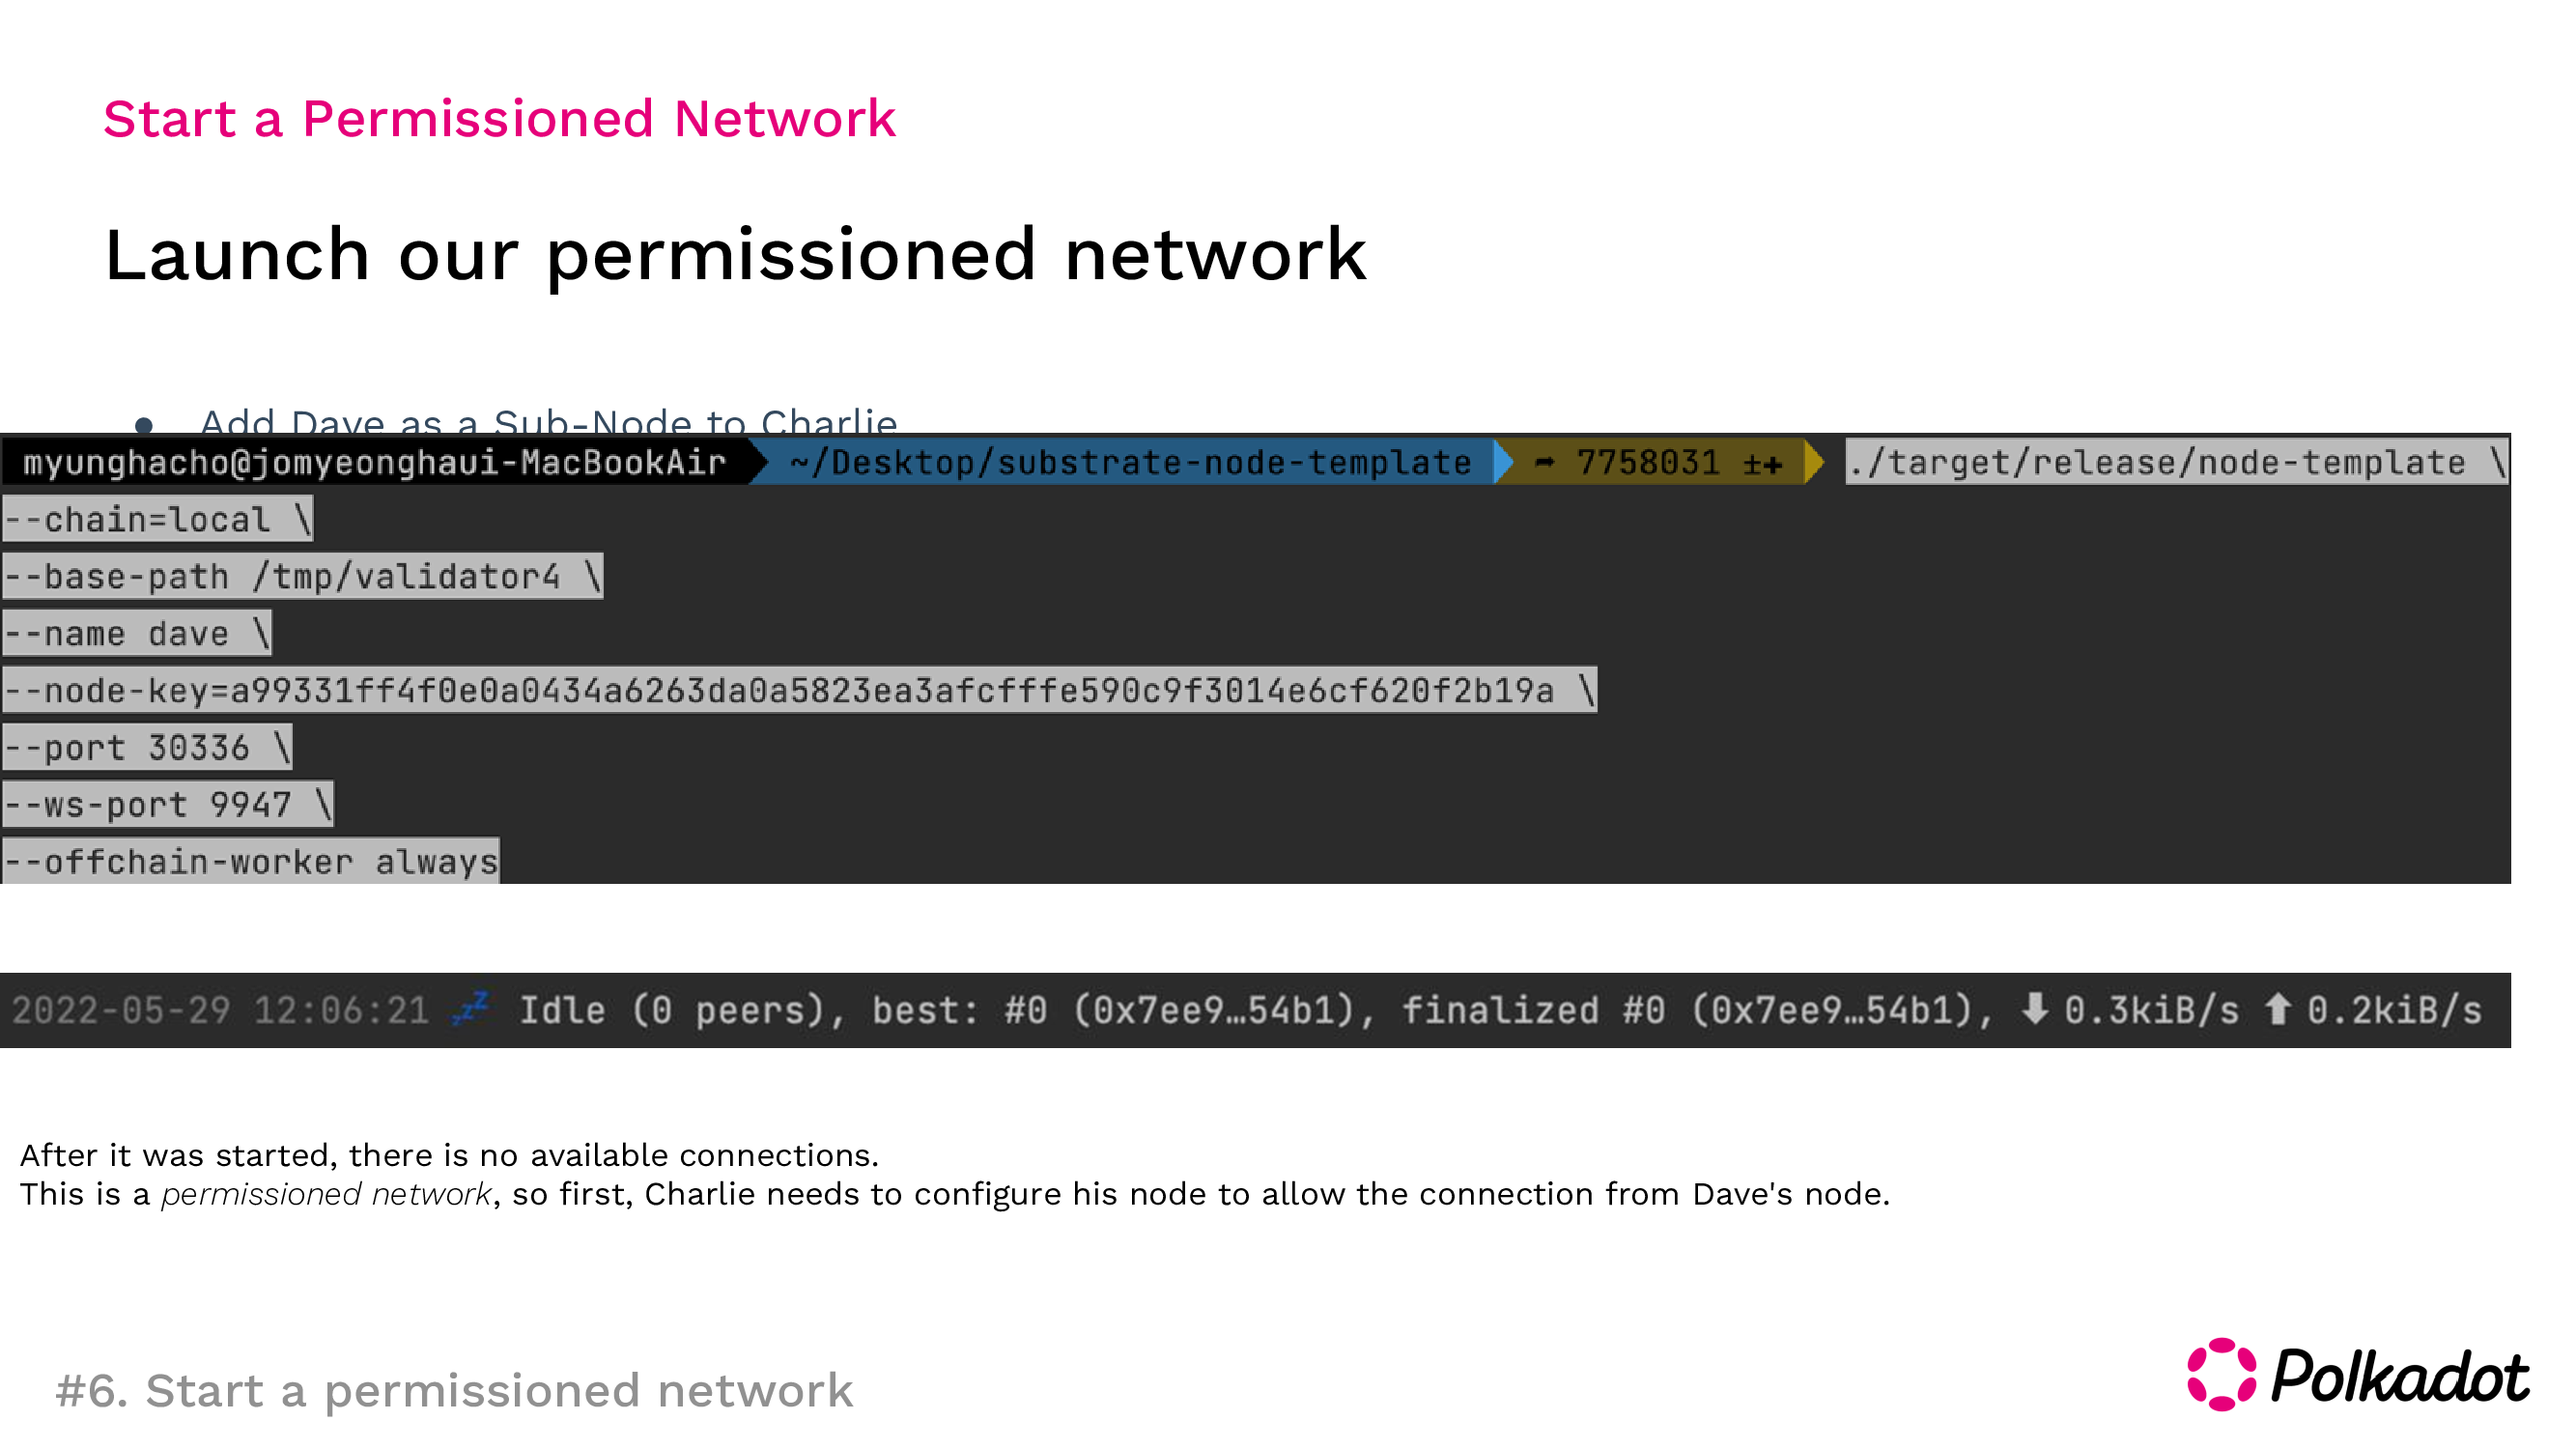 Start a Permissioned Network
Launch our permissioned network
● Add Dave as a Sub-Node to Charlie
myunghacho@jomyeonghaui-MacBookAir ~/Desktop/substrate-node-template ➦ 7758031 ±✚ ./target/release/node-template \
--chain=local \
--base-path /tmp/validator4 \
--name dave \
--node-key=a99331ff4f0e0a0434a6263da0a5823ea3afcfffe590c9f3014e6cf620f2b19a \
--port 30336 \
--ws-port 9947 \
--offchain-worker always
2022-05-29 12:06:21 💤 Idle (0 peers), best: #0 (0x7ee9…54b1), finalized #0 (0x7ee9…54b1), ⬇ 0.3kiB/s ⬆ 0.2kiB/s
After it was started, there is no available connections.
This is a permissioned network, so first, Charlie needs to configure his node to allow the connection from Dave's node.
#6. Start a permissioned network
Polkadot